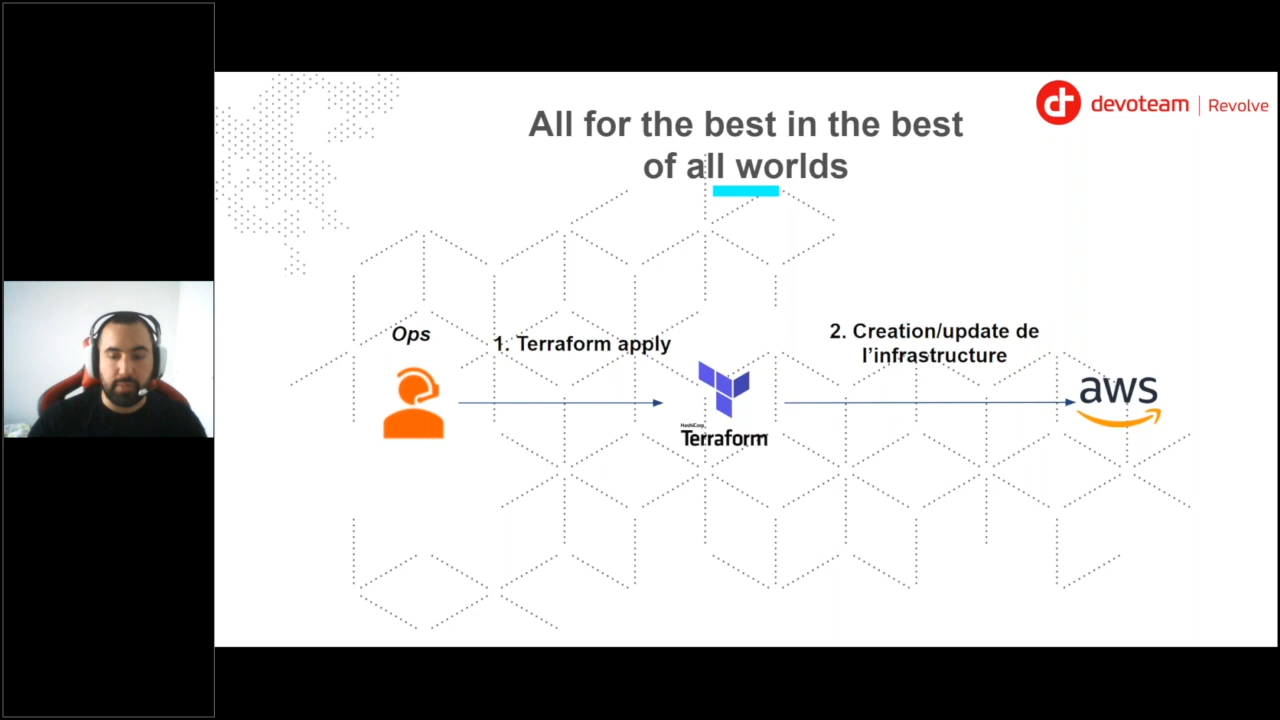 devoteam | Revolve
All for the best in the best
of all worlds
Ops
1. Terraform apply
2. Creation/update de
l'infrastructure
aws
HashiCorp
Terraform